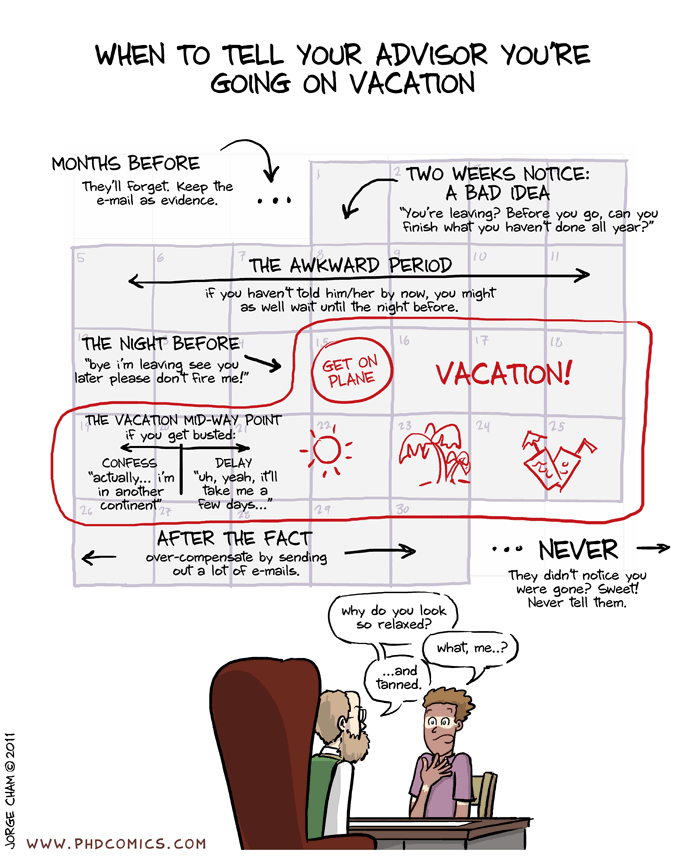 WHEN TO TELL YOUR ADVISOR YOU'RE
GOING ON VACATION
MONTHS BEFORE
They'll forget. Keep the
e-mail as evidence.
...
1
2
TWO WEEKS NOTICE:
A BAD IDEA
"You're leaving? Before you go, can you
finish what you haven't done all year?"
5
6
7
8
10
11
THE AWKWARD PERIOD
if you haven't told him/her by now, you might
as well wait until the night before.
THE NIGHT BEFORE
"bye i'm leaving see you
later please don't fire me!"
15
GET ON
PLANE
16
17
18
VACATION!
19
THE VACATION MID-WAY POINT
if you get busted:
CONFESS
"actually... i'm
in another
continent"
DELAY
"uh, yeah, it'll
take me a
few days..."
22
23
24
25
26
27
28
29
30
AFTER THE FACT
over-compensate by sending
out a lot of e-mails.
... NEVER
They didn't notice you
were gone? Sweet!
Never tell them.
why do you look
so relaxed?
what, me..?
...and
tanned.
JORGE CHAM © 2011
WWW.PHDCOMICS.COM